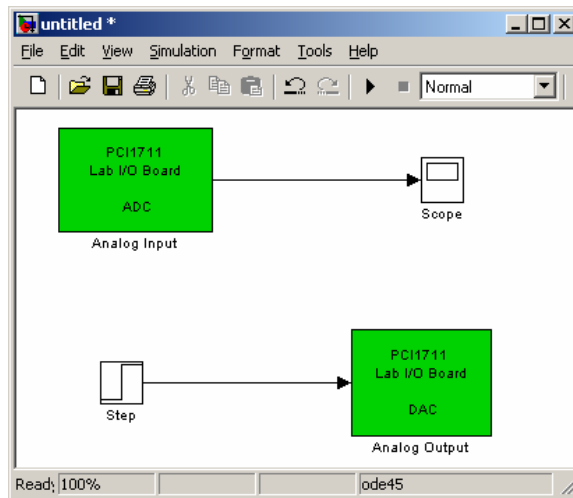 untitled *
File Edit View Simulation Format Tools Help
Normal
PCI1711
Lab I/O Board
ADC
Analog Input
Scope
Step
PCI1711
Lab I/O Board
DAC
Analog Output
Ready 100% ode45